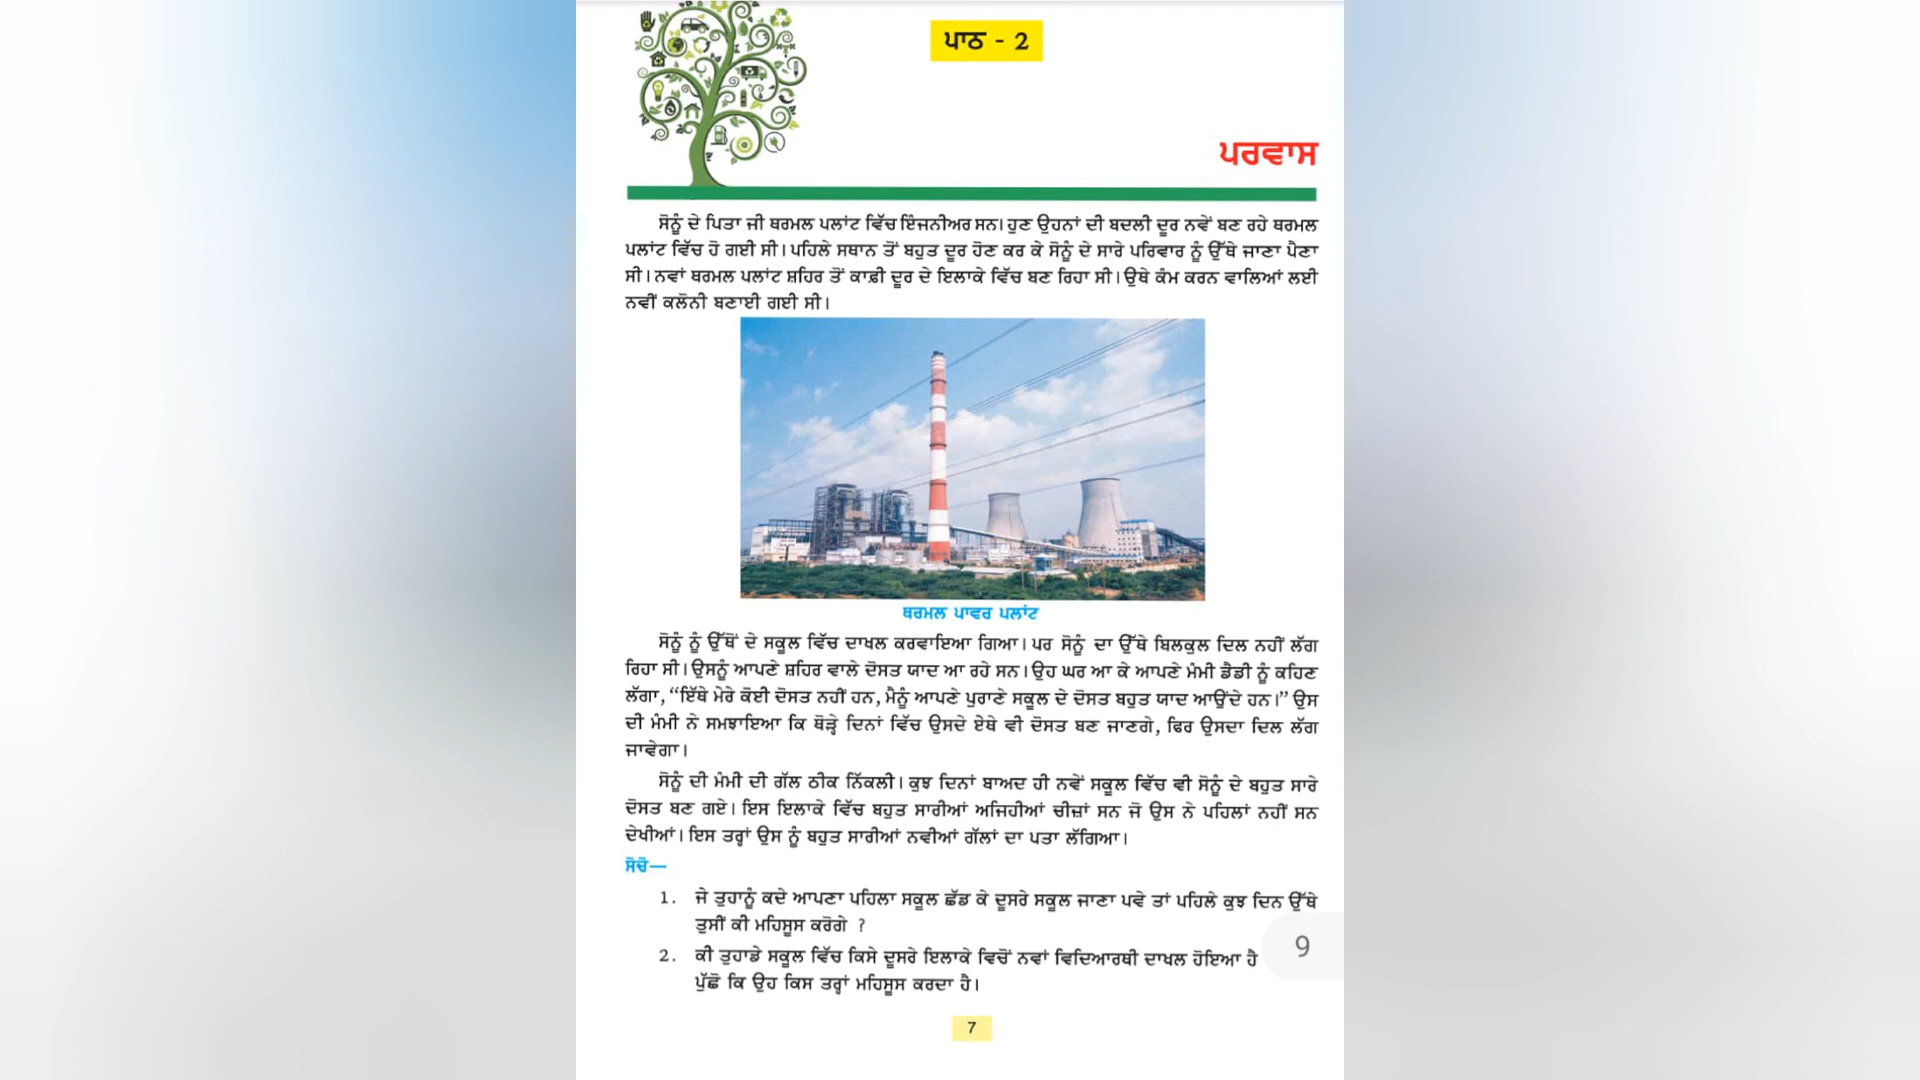 ਪਾਠ - 2
ਪਰਵਾਸ
ਸੋਨੂੰ ਦੇ ਪਿਤਾ ਜੀ ਥਰਮਲ ਪਲਾਂਟ ਵਿੱਚ ਇੰਜਨੀਅਰ ਸਨ। ਹੁਣ ਉਹਨਾਂ ਦੀ ਬਦਲੀ ਦੂਰ ਨਵੇਂ ਬਣ ਰਹੇ ਥਰਮਲ
ਪਲਾਂਟ ਵਿੱਚ ਹੋ ਗਈ ਸੀ। ਪਹਿਲੇ ਸਥਾਨ ਤੋਂ ਬਹੁਤ ਦੂਰ ਹੋਣ ਕਰ ਕੇ ਸੋਨੂੰ ਦੇ ਸਾਰੇ ਪਰਿਵਾਰ ਨੂੰ ਉੱਥੇ ਜਾਣਾ ਪੈਣਾ
ਸੀ। ਨਵਾਂ ਥਰਮਲ ਪਲਾਂਟ ਸ਼ਹਿਰ ਤੋਂ ਕਾਫ਼ੀ ਦੂਰ ਦੇ ਇਲਾਕੇ ਵਿੱਚ ਬਣ ਰਿਹਾ ਸੀ। ਉਥੇ ਕੰਮ ਕਰਨ ਵਾਲਿਆਂ ਲਈ
ਨਵੀਂ ਕਲੋਨੀ ਬਣਾਈ ਗਈ ਸੀ।
ਥਰਮਲ ਪਾਵਰ ਪਲਾਂਟ
ਸੋਨੂੰ ਨੂੰ ਉੱਥੋਂ ਦੇ ਸਕੂਲ ਵਿੱਚ ਦਾਖਲ ਕਰਵਾਇਆ ਗਿਆ। ਪਰ ਸੋਨੂੰ ਦਾ ਉੱਥੇ ਬਿਲਕੁਲ ਦਿਲ ਨਹੀਂ ਲੱਗ
ਰਿਹਾ ਸੀ। ਉਸਨੂੰ ਆਪਣੇ ਸ਼ਹਿਰ ਵਾਲੇ ਦੋਸਤ ਯਾਦ ਆ ਰਹੇ ਸਨ। ਉਹ ਘਰ ਆ ਕੇ ਆਪਣੇ ਮੰਮੀ ਡੈਡੀ ਨੂੰ ਕਹਿਣ
ਲੱਗਾ, “ਇੱਥੇ ਮੇਰੇ ਕੋਈ ਦੋਸਤ ਨਹੀਂ ਹਨ, ਮੈਨੂੰ ਆਪਣੇ ਪੁਰਾਣੇ ਸਕੂਲ ਦੇ ਦੋਸਤ ਬਹੁਤ ਯਾਦ ਆਉਂਦੇ ਹਨ।” ਉਸ
ਦੀ ਮੰਮੀ ਨੇ ਸਮਝਾਇਆ ਕਿ ਥੋੜ੍ਹੇ ਦਿਨਾਂ ਵਿੱਚ ਉਸਦੇ ਏਥੇ ਵੀ ਦੋਸਤ ਬਣ ਜਾਣਗੇ, ਫਿਰ ਉਸਦਾ ਦਿਲ ਲੱਗ
ਜਾਵੇਗਾ।
ਸੋਨੂੰ ਦੀ ਮੰਮੀ ਦੀ ਗੱਲ ਠੀਕ ਨਿੱਕਲੀ। ਕੁਝ ਦਿਨਾਂ ਬਾਅਦ ਹੀ ਨਵੇਂ ਸਕੂਲ ਵਿੱਚ ਵੀ ਸੋਨੂੰ ਦੇ ਬਹੁਤ ਸਾਰੇ
ਦੋਸਤ ਬਣ ਗਏ। ਇਸ ਇਲਾਕੇ ਵਿੱਚ ਬਹੁਤ ਸਾਰੀਆਂ ਅਜਿਹੀਆਂ ਚੀਜ਼ਾਂ ਸਨ ਜੋ ਉਸ ਨੇ ਪਹਿਲਾਂ ਨਹੀਂ ਸਨ
ਦੇਖੀਆਂ। ਇਸ ਤਰ੍ਹਾਂ ਉਸ ਨੂੰ ਬਹੁਤ ਸਾਰੀਆਂ ਨਵੀਆਂ ਗੱਲਾਂ ਦਾ ਪਤਾ ਲੱਗਿਆ।
ਸੋਚੋ—
1. ਜੇ ਤੁਹਾਨੂੰ ਕਦੇ ਆਪਣਾ ਪਹਿਲਾ ਸਕੂਲ ਛੱਡ ਕੇ ਦੂਸਰੇ ਸਕੂਲ ਜਾਣਾ ਪਵੇ ਤਾਂ ਪਹਿਲੇ ਕੁਝ ਦਿਨ ਉੱਥੇ
ਤੁਸੀਂ ਕੀ ਮਹਿਸੂਸ ਕਰੋਗੇ ?
2. ਕੀ ਤੁਹਾਡੇ ਸਕੂਲ ਵਿੱਚ ਕਿਸੇ ਦੂਸਰੇ ਇਲਾਕੇ ਵਿਚੋਂ ਨਵਾਂ ਵਿਦਿਆਰਥੀ ਦਾਖਲ ਹੋਇਆ ਹੈ
ਪੁੱਛੋ ਕਿ ਉਹ ਕਿਸ ਤਰ੍ਹਾਂ ਮਹਿਸੂਸ ਕਰਦਾ ਹੈ।
9
7